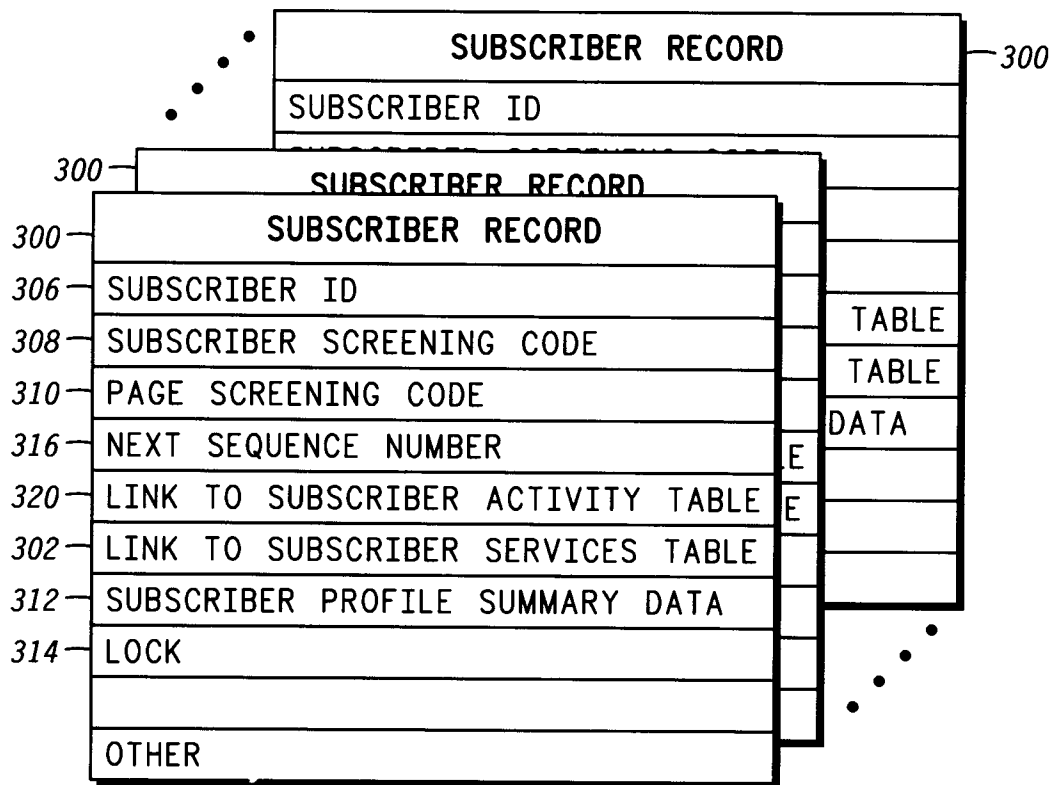 SUBSCRIBER RECORD
300
SUBSCRIBER ID
TABLE
TABLE
DATA
300
SUBSCRIBER RECORD
300
SUBSCRIBER RECORD
306 SUBSCRIBER ID
308 SUBSCRIBER SCREENING CODE
310 PAGE SCREENING CODE
316 NEXT SEQUENCE NUMBER
320 LINK TO SUBSCRIBER ACTIVITY TABLE
302 LINK TO SUBSCRIBER SERVICES TABLE
312 SUBSCRIBER PROFILE SUMMARY DATA
314 LOCK
OTHER